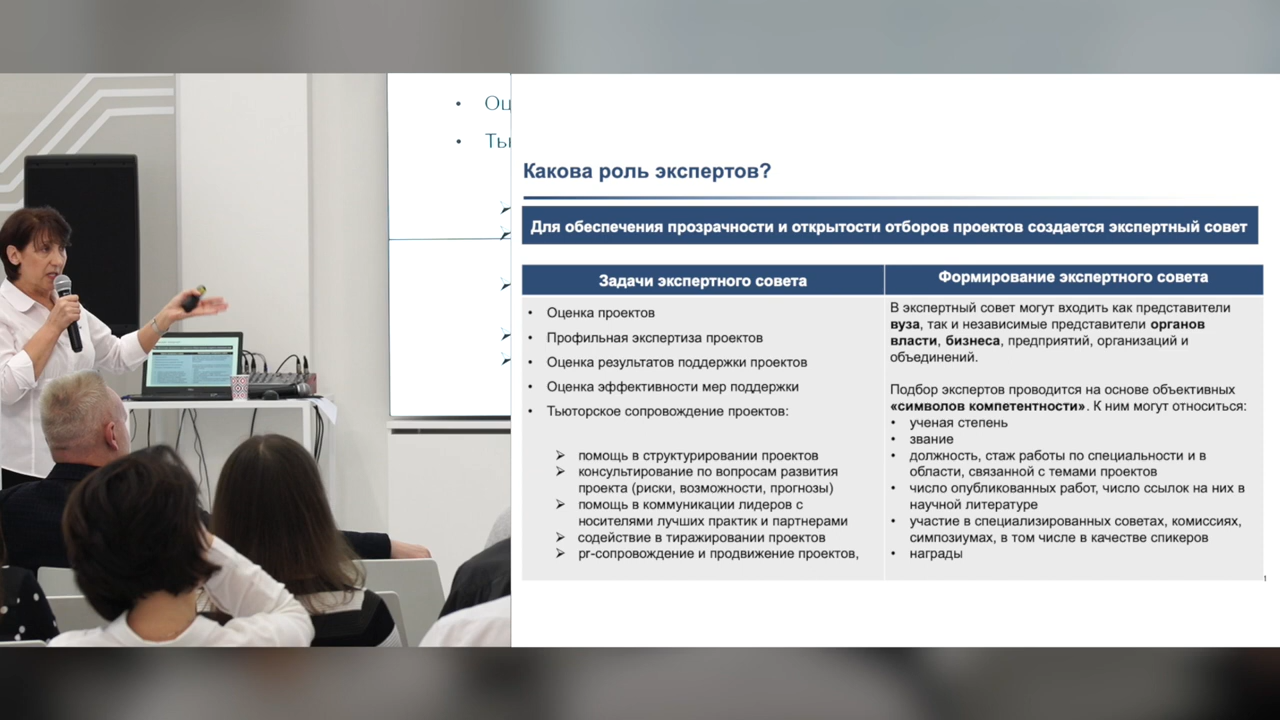 Оц
Ты
Какова роль экспертов?
Для обеспечения прозрачности и открытости отборов проектов создается экспертный совет
Задачи экспертного совета
• Оценка проектов
• Профильная экспертиза проектов
• Оценка результатов поддержки проектов
• Оценка эффективности мер поддержки
• Тьюторское сопровождение проектов:
➢ помощь в структурировании проектов
➢ консультирование по вопросам развития
проекта (риски, возможности, прогнозы)
➢ помощь в коммуникации лидеров с
носителями лучших практик и партнерами
➢ содействие в тиражировании проектов
➢ pr-сопровождение и продвижение проектов,
Формирование экспертного совета
В экспертный совет могут входить как представители
вуза, так и независимые представители органов
власти, бизнеса, предприятий, организаций и
объединений.
Подбор экспертов проводится на основе объективных
«символов компетентности». К ним могут относиться:
• ученая степень
• звание
• должность, стаж работы по специальности и в
области, связанной с темами проектов
• число опубликованных работ, число ссылок на них в
научной литературе
• участие в специализированных советах, комиссиях,
симпозиумах, в том числе в качестве спикеров
• награды
1